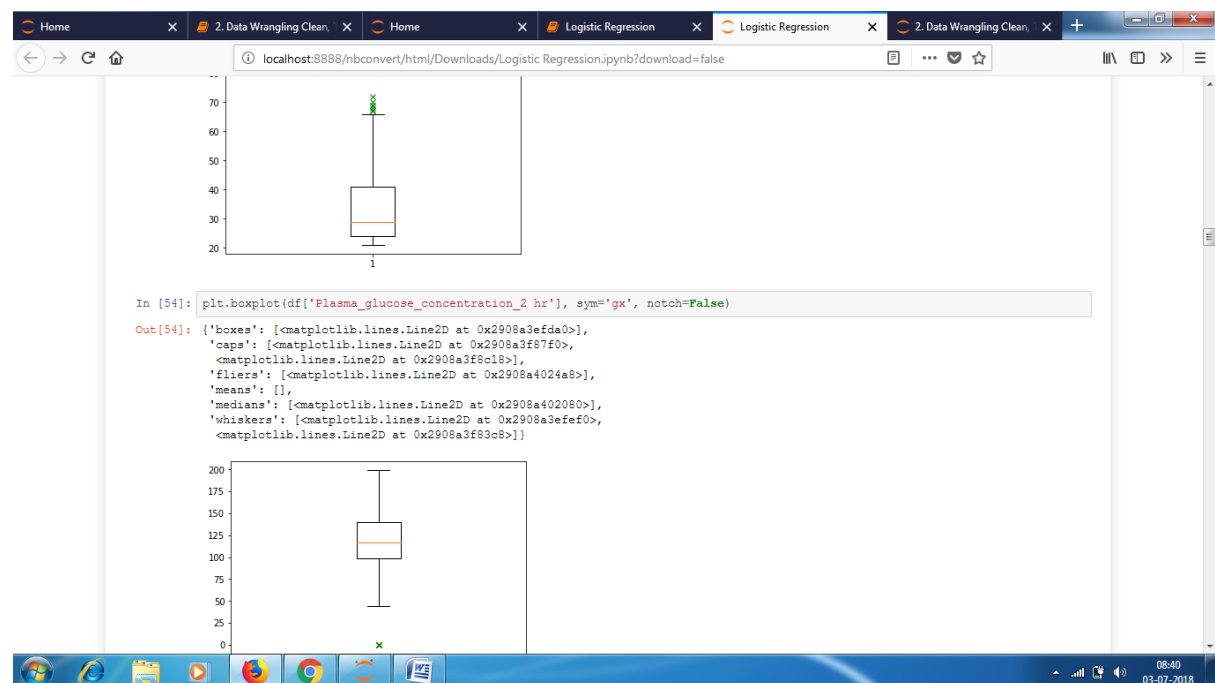 Home
2. Data Wrangling Clean,
Home
Logistic Regression
Logistic Regression
2. Data Wrangling Clean,
localhost:8888/nbconvert/html/Downloads/Logistic Regression.ipynb?download=false
70
60
50
40
30
20
1
In [54]: plt.boxplot(df['Plasma_glucose_concentration_2 hr'], sym='gx', notch=False)
Out[54]: {'boxes': [<matplotlib.lines.Line2D at 0x2908a3efda0>],
'caps': [<matplotlib.lines.Line2D at 0x2908a3f87f0>,
<matplotlib.lines.Line2D at 0x2908a3f8c18>],
'fliers': [<matplotlib.lines.Line2D at 0x2908a4024a8>],
'means': [],
'medians': [<matplotlib.lines.Line2D at 0x2908a402080>],
'whiskers': [<matplotlib.lines.Line2D at 0x2908a3efef0>,
<matplotlib.lines.Line2D at 0x2908a3f83c8>]}
200
175
150
125
100
75
50
25
0
08:40
03-07-2018